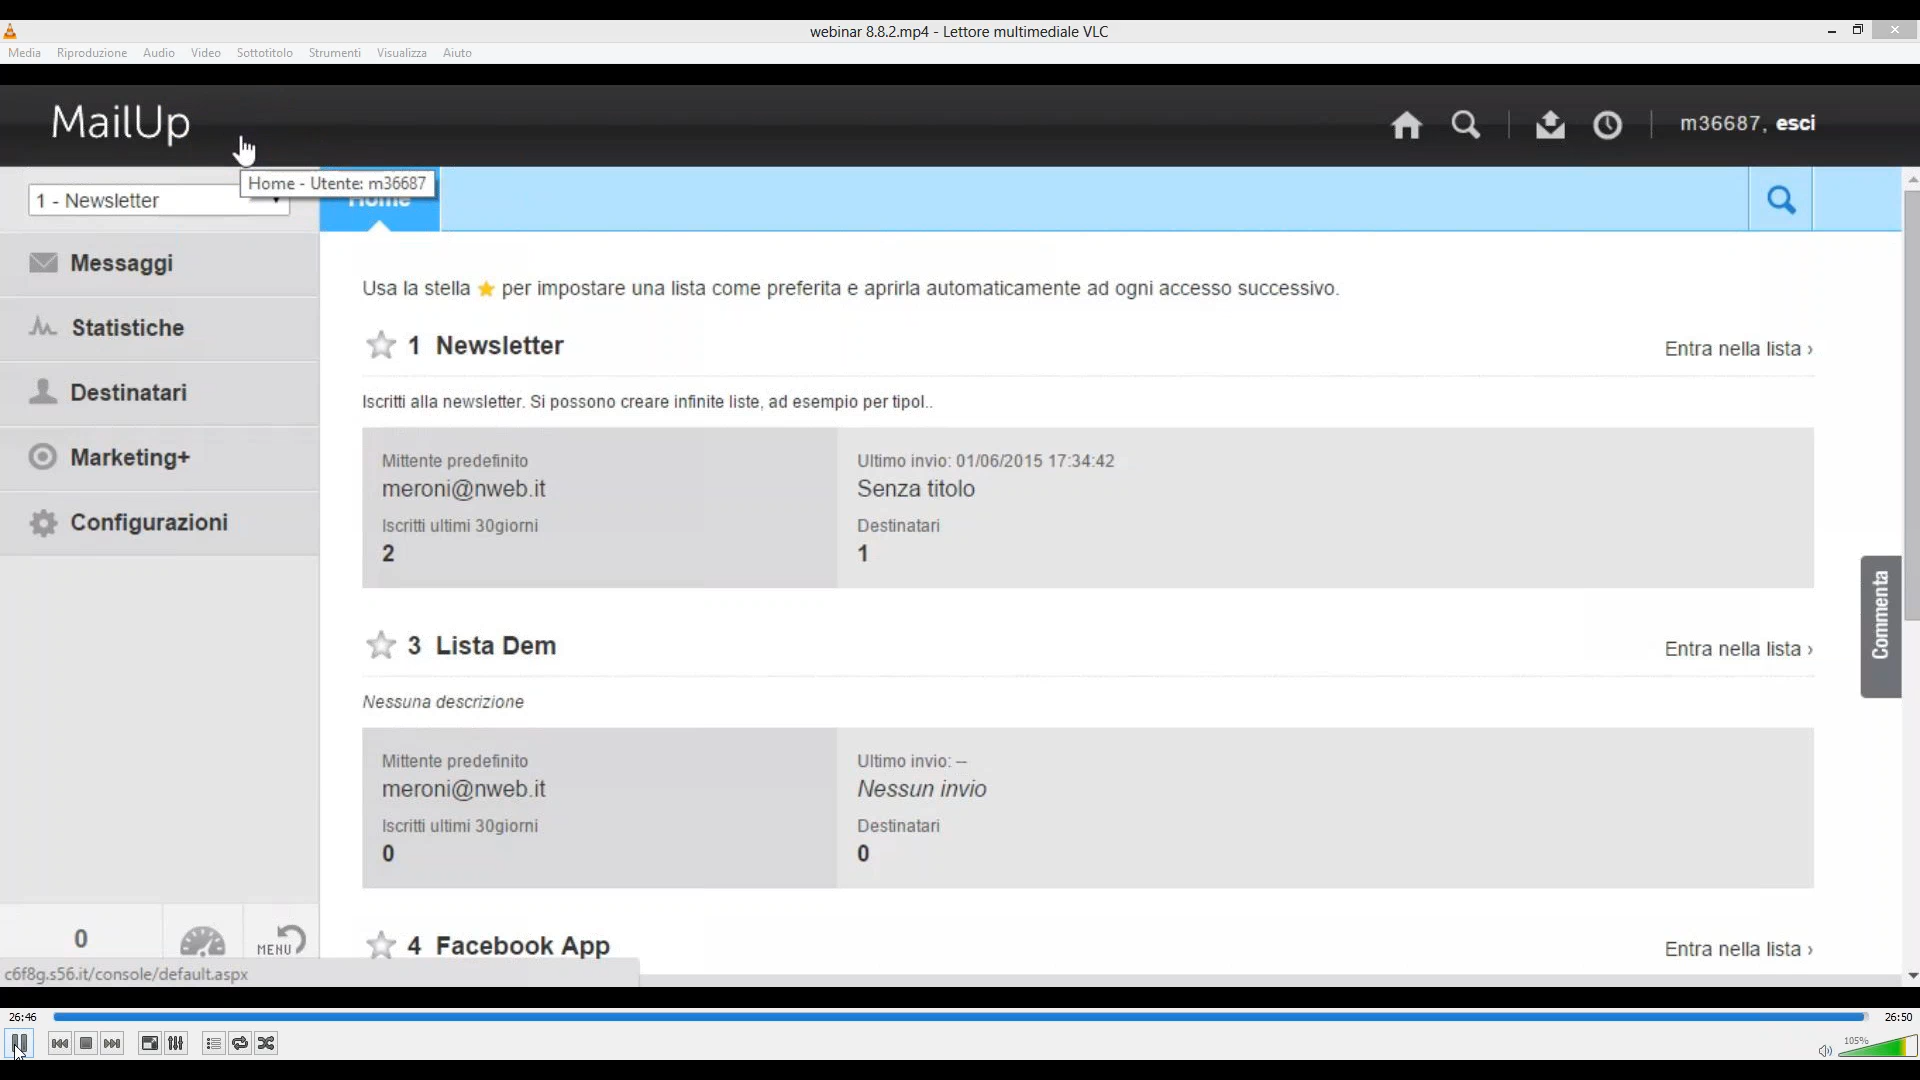 webinar 8.8.2.mp4 - Lettore multimediale VLC
Media Riproduzione Audio Video Sottotitolo Strumenti Visualizza Aiuto
MailUp
m36687, esci
Home - Utente: m36687
1 - Newsletter
Home
Messaggi
Statistiche
Destinatari
Marketing+
Configurazioni
Usa la stella per impostare una lista come preferita e aprirla automaticamente ad ogni accesso successivo.
1 Newsletter
Entra nella lista ›
Iscritti alla newsletter. Si possono creare infinite liste, ad esempio per tipol..
Mittente predefinito
meroni@nweb.it
Iscritti ultimi 30giorni
2
Ultimo invio: 01/06/2015 17:34:42
Senza titolo
Destinatari
1
3 Lista Dem
Entra nella lista ›
Nessuna descrizione
Mittente predefinito
meroni@nweb.it
Iscritti ultimi 30giorni
0
Ultimo invio: --
Nessun invio
Destinatari
0
4 Facebook App
Entra nella lista ›
Commenta
0
MENU
c6f8g.s56.it/console/default.aspx
26:46
26:50
105%